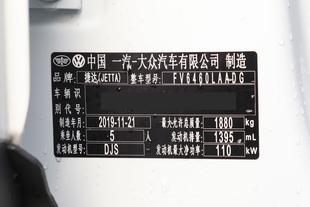 中国 一汽-大众汽车有限公司 制造
品牌: 捷达(JETTA) 整车型号: FV6460LAADG
车辆识
别代号:
制造年月 2019-11-21 最大允许总质量: 1880 kg
乘坐人数 5 人 发动机排量: 1395 mL
发动机型号 DJS 发动机最大净功率: 110 kW